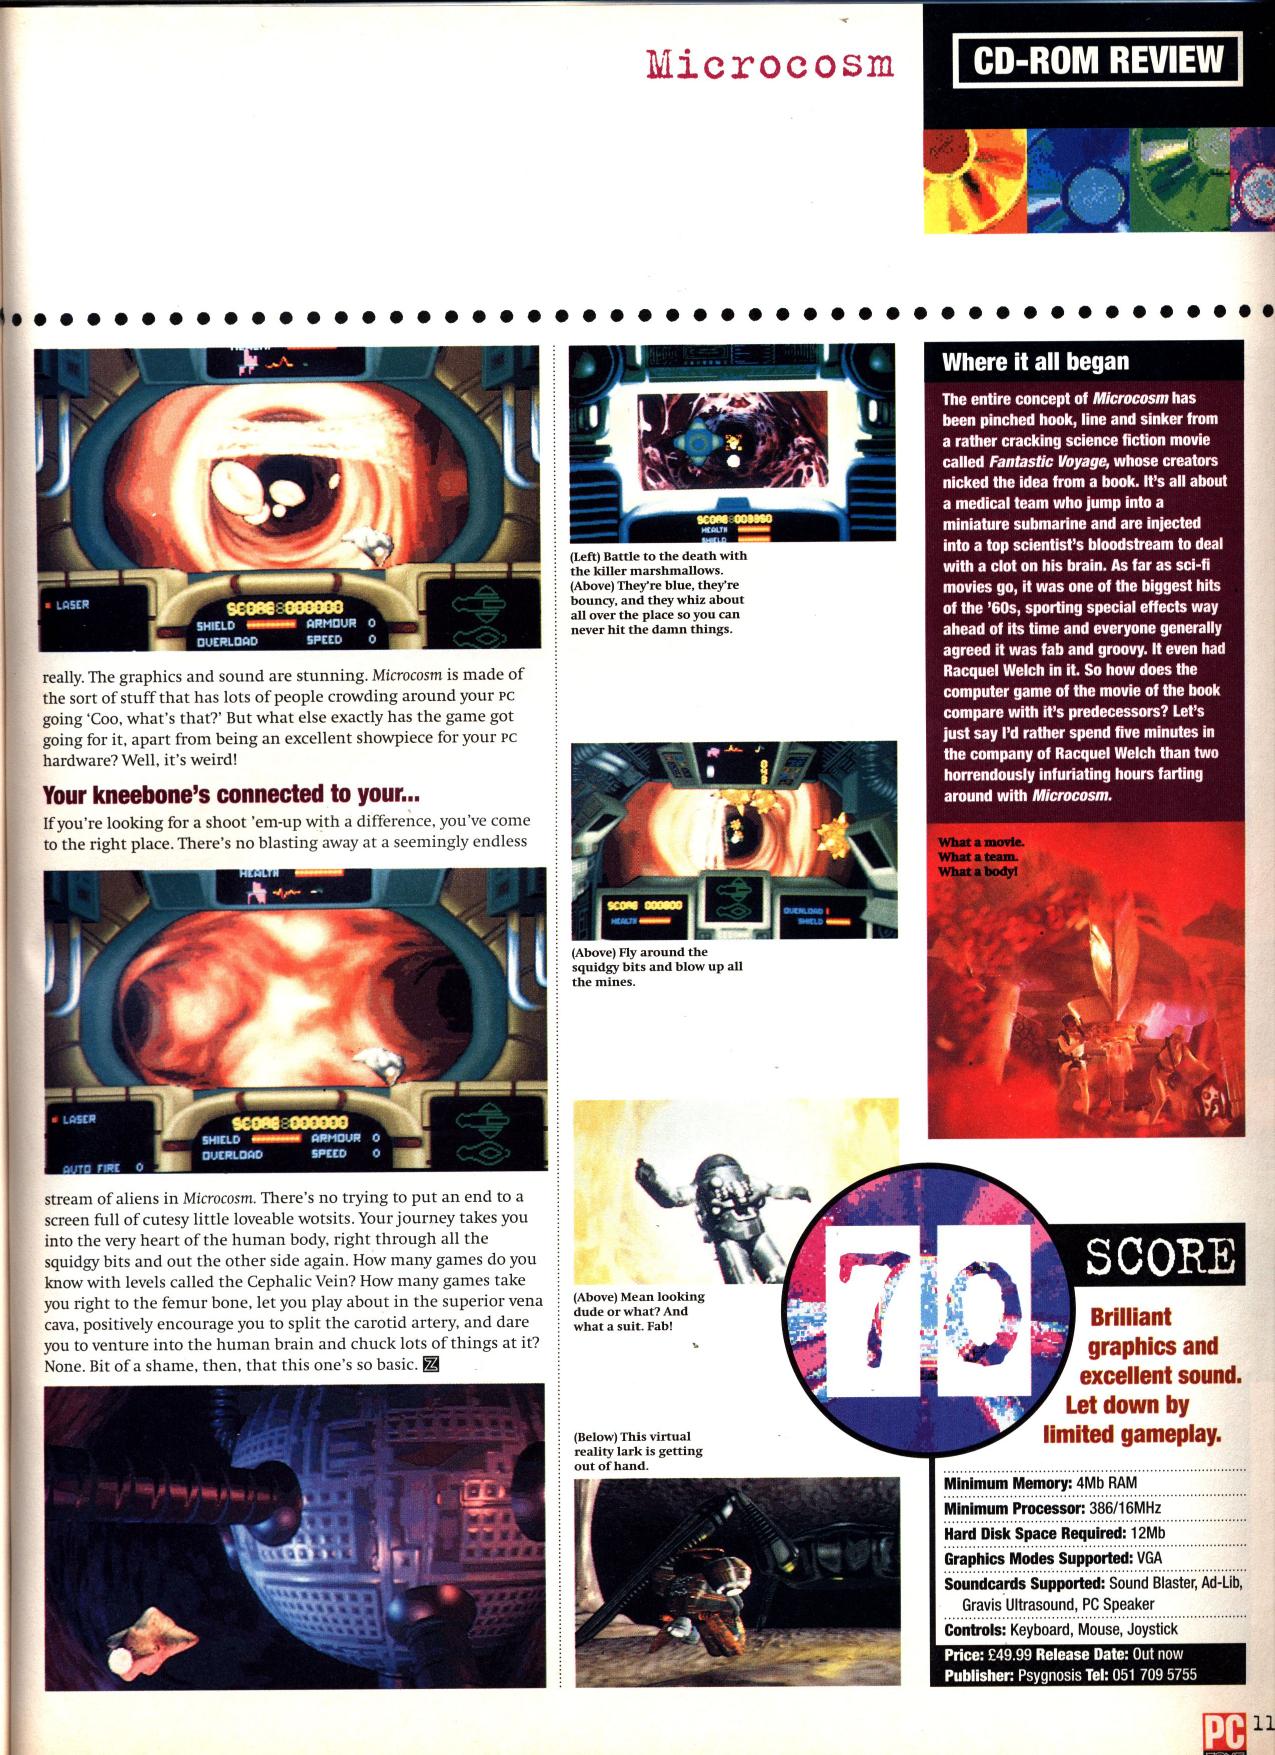 Microcosm
CD-ROM REVIEW
HEALTH
LASER
SCORE:000000
SHIELD ARMOUR 0
OVERLOAD SPEED 0
really. The graphics and sound are stunning. Microcosm is made of
the sort of stuff that has lots of people crowding around your PC
going ‘Coo, what's that?’ But what else exactly has the game got
going for it, apart from being an excellent showpiece for your PC
hardware? Well, it's weird!
Your kneebone's connected to your...
If you're looking for a shoot 'em-up with a difference, you've come
to the right place. There's no blasting away at a seemingly endless
HEALTH
LASER
AUTO FIRE 0
SCORE:000000
SHIELD ARMOUR 0
OVERLOAD SPEED 0
stream of aliens in Microcosm. There's no trying to put an end to a
screen full of cutesy little loveable wotsits. Your journey takes you
into the very heart of the human body, right through all the
squidgy bits and out the other side again. How many games do you
know with levels called the Cephalic Vein? How many games take
you right to the femur bone, let you play about in the superior vena
cava, positively encourage you to split the carotid artery, and dare
you to venture into the human brain and chuck lots of things at it?
None. Bit of a shame, then, that this one's so basic. Z
SCORE:003950
HEALTH
SHIELD
(Left) Battle to the death with
the killer marshmallows.
(Above) They're blue, they're
bouncy, and they whiz about
all over the place so you can
never hit the damn things.
SCORE 000800
HEALTH
OVERLOAD
SHIELD
(Above) Fly around the
squidgy bits and blow up all
the mines.
(Above) Mean looking
dude or what? And
what a suit. Fab!
(Below) This virtual
reality lark is getting
out of hand.
Where it all began
The entire concept of Microcosm has
been pinched hook, line and sinker from
a rather cracking science fiction movie
called Fantastic Voyage, whose creators
nicked the idea from a book. It's all about
a medical team who jump into a
miniature submarine and are injected
into a top scientist's bloodstream to deal
with a clot on his brain. As far as sci-fi
movies go, it was one of the biggest hits
of the '60s, sporting special effects way
ahead of its time and everyone generally
agreed it was fab and groovy. It even had
Racquel Welch in it. So how does the
computer game of the movie of the book
compare with it's predecessors? Let's
just say I'd rather spend five minutes in
the company of Racquel Welch than two
horrendously infuriating hours farting
around with Microcosm.
What a movie.
What a team.
What a body!
70
SCORE
Brilliant
graphics and
excellent sound.
Let down by
limited gameplay.
Minimum Memory: 4Mb RAM
Minimum Processor: 386/16MHz
Hard Disk Space Required: 12Mb
Graphics Modes Supported: VGA
Soundcards Supported: Sound Blaster, Ad-Lib,
Gravis Ultrasound, PC Speaker
Controls: Keyboard, Mouse, Joystick
Price: £49.99 Release Date: Out now
Publisher: Psygnosis Tel: 051 709 5755
PC
11